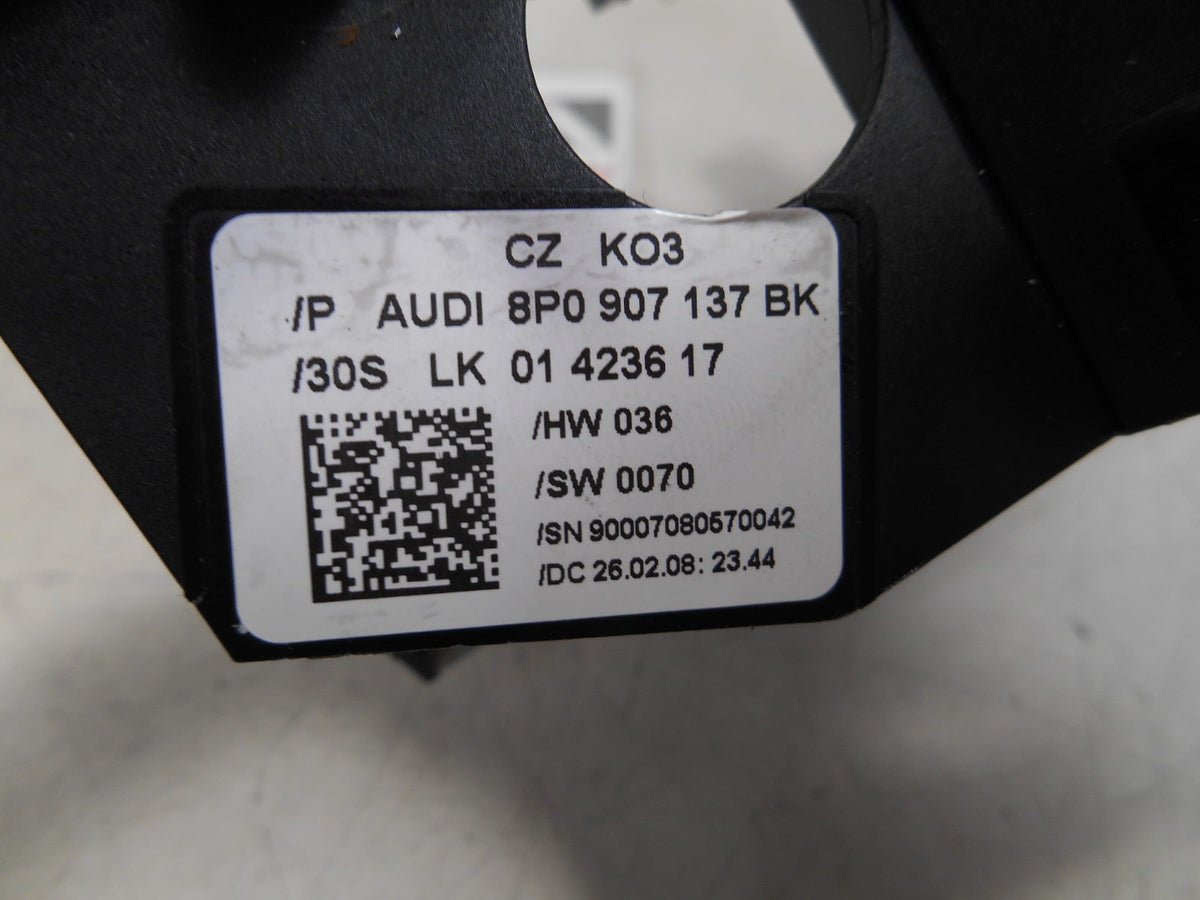 CZ KO3
/P AUDI 8P0 907 137 BK
/30S LK 01 4236 17
/HW 036
/SW 0070
/SN 90007080570042
/DC 26.02.08: 23.44